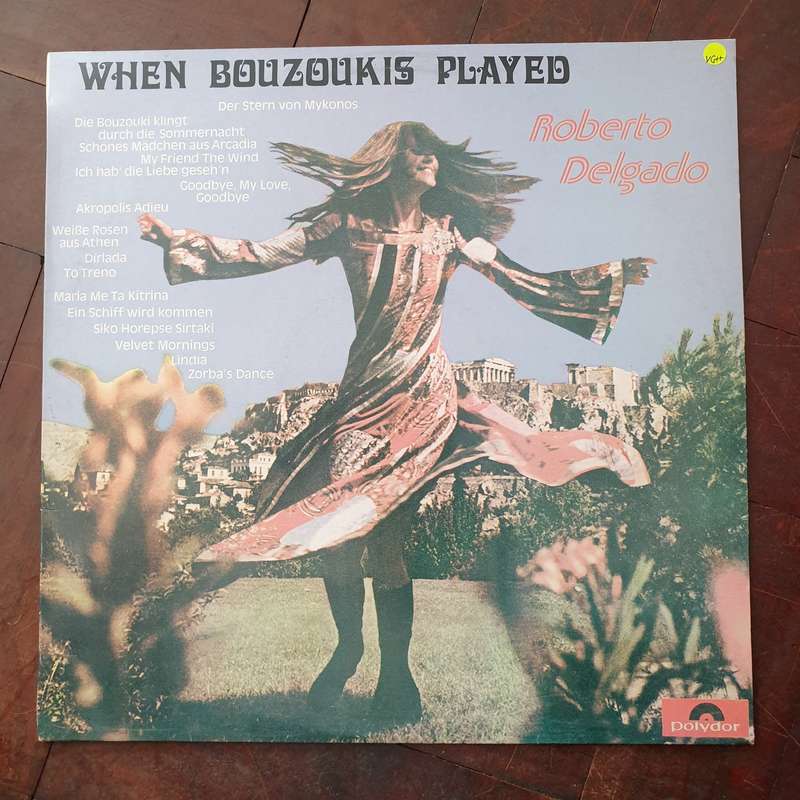 WHEN BOUZOUKIS PLAYED
VG++
Roberto
Delgado
Der Stern von Mykonos
Die Bouzouki klingt
durch die Sommernacht
Schönes Mädchen aus Arcadia
My Friend The Wind
Ich hab' die Liebe geseh'n
Goodbye, My Love,
Goodbye
Akropolis Adieu
Weiße Rosen
aus Athen
Dirlada
To Treno
Maria Me Ta Kitrina
Ein Schiff wird kommen
Siko Horepse Sirtaki
Velvet Mornings
Lindia
Zorba's Dance
polydor